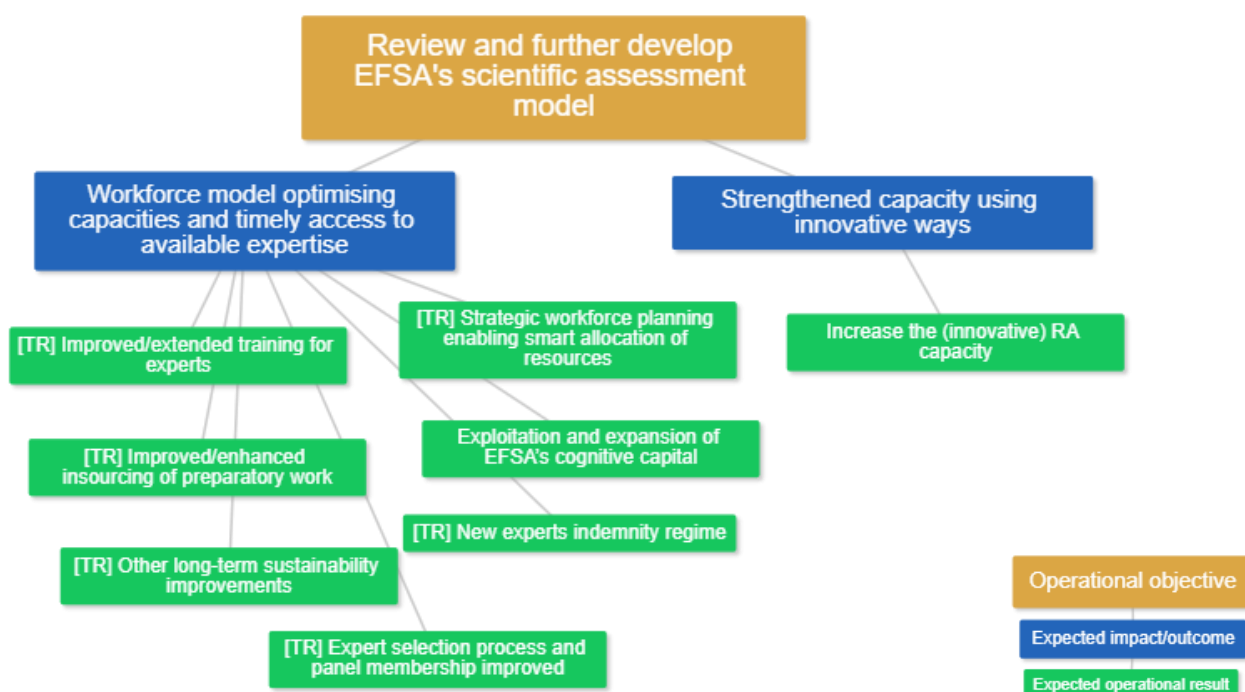 Review and further develop
EFSA's scientific assessment
model
Workforce model optimising
capacities and timely access to
available expertise
Strengthened capacity using
innovative ways
[TR] Improved/extended training for
experts
[TR] Strategic workforce planning
enabling smart allocation of
resources
Increase the (innovative) RA
capacity
[TR] Improved/enhanced
insourcing of preparatory work
Exploitation and expansion of
EFSA's cognitive capital
[TR] New experts indemnity regime
[TR] Other long-term sustainability
improvements
[TR] Expert selection process and
panel membership improved
Operational objective
Expected impact/outcome
Expected operational result